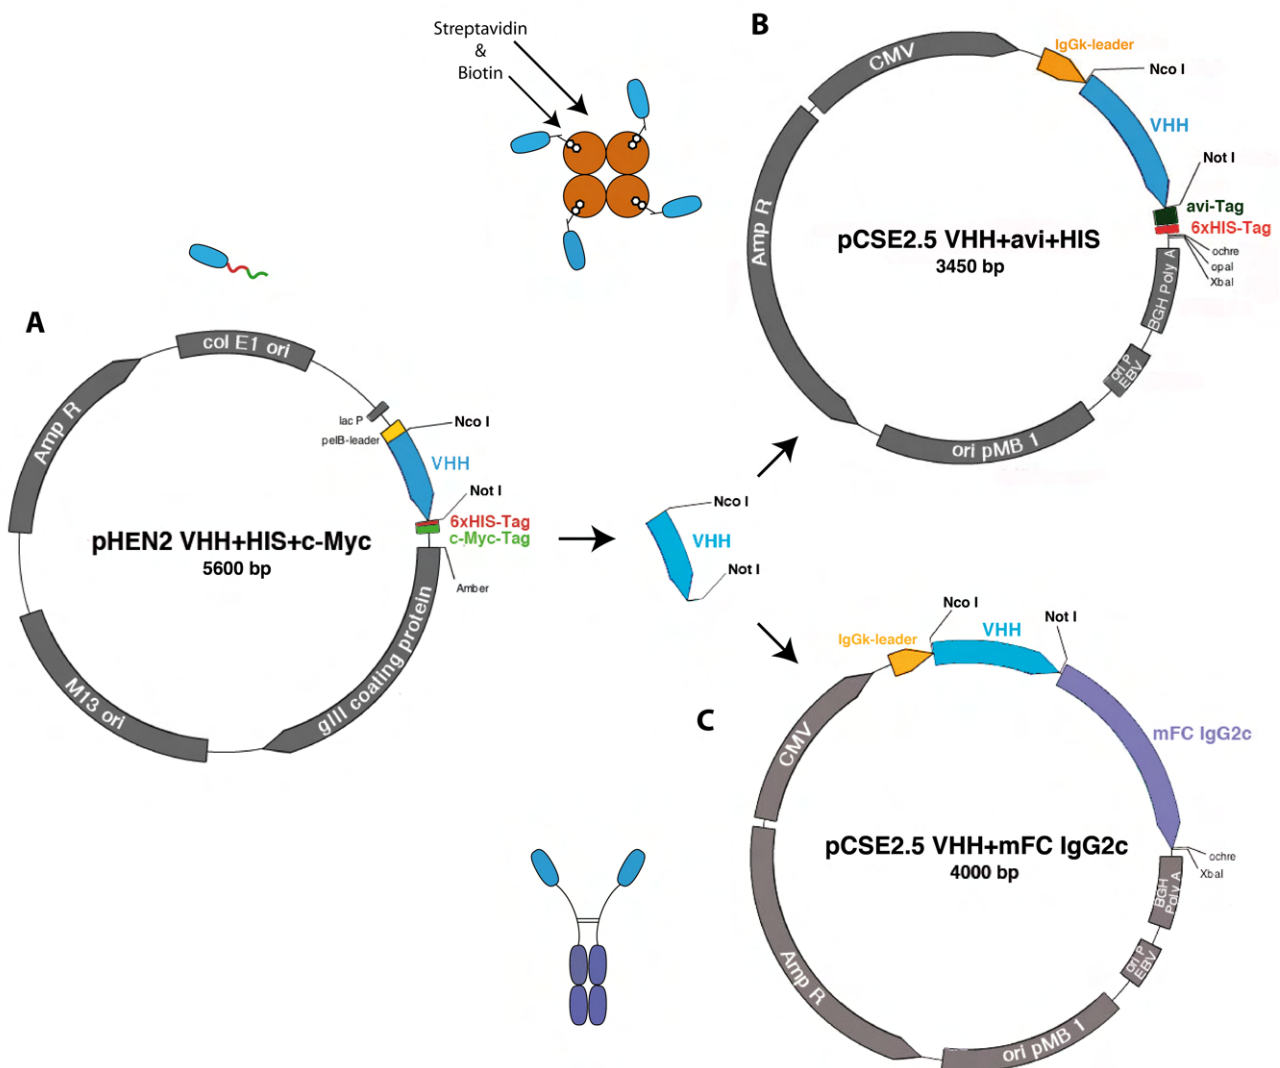 Streptavidin
&
Biotin
A
col E1 ori
Amp R
lac P
pelB-leader
Nco I
VHH
Not I
6xHIS-Tag
c-Myc-Tag
Amber
pHEN2 VHH+HIS+c-Myc
5600 bp
gIII coating protein
M13 ori
Nco I
VHH
Not I
B
CMV
IgGk-leader
Nco I
VHH
Not I
avi-Tag
6xHIS-Tag
ochre
opal
XbaI
Amp R
pCSE2.5 VHH+avi+HIS
3450 bp
BGH Poly A
ori P
EBV
ori pMB 1
C
IgGk-leader
Nco I
VHH
Not I
CMV
mFC IgG2c
pCSE2.5 VHH+mFC IgG2c
4000 bp
ochre
XbaI
BGH
Poly A
ori P
EBV
Amp R
ori pMB 1